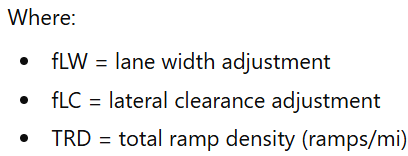 Where:
• fLW = lane width adjustment
• fLC = lateral clearance adjustment
• TRD = total ramp density (ramps/mi)